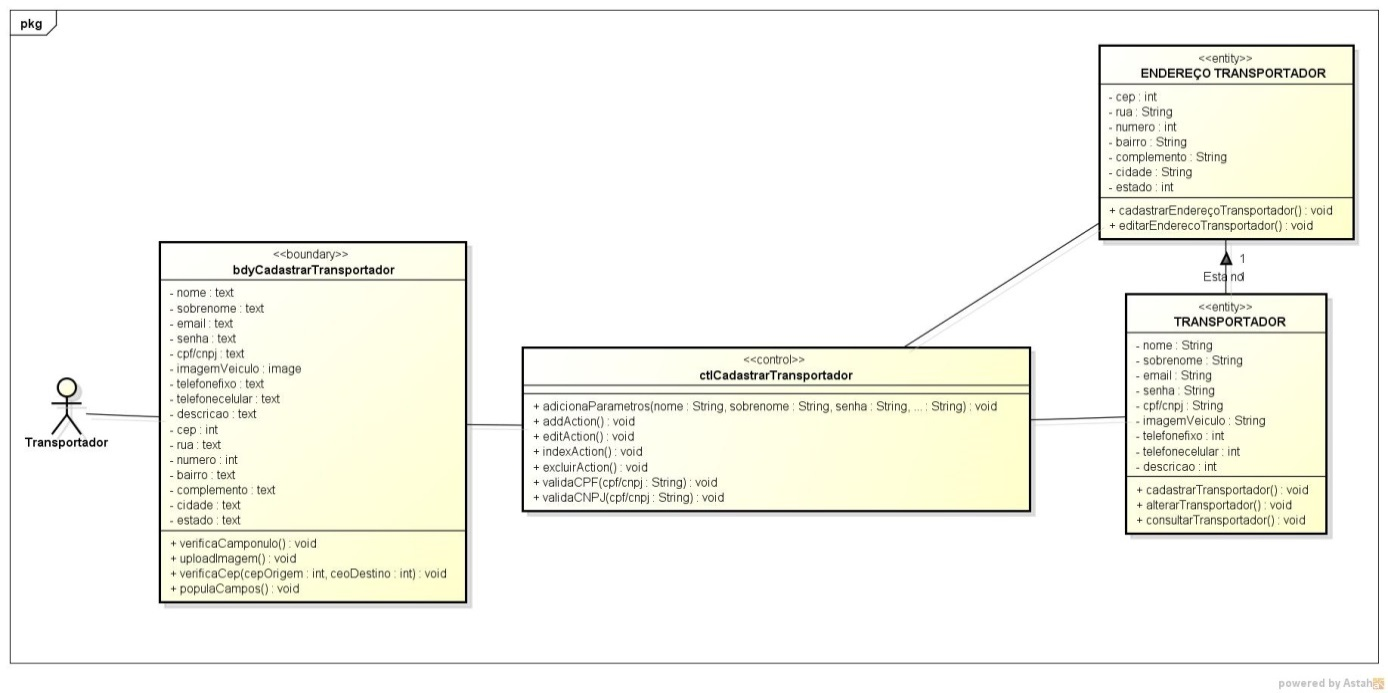 pkg
<<entity>>
ENDEREÇO TRANSPORTADOR
- cep : int
- rua : String
- numero : int
- bairro : String
- complemento : String
- cidade : String
- estado : int
+ cadastrarEndereçoTransportador() : void
+ editarEnderecoTransportador() : void
1
Esta nd
<<entity>>
TRANSPORTADOR
- nome : String
- sobrenome : String
- email : String
- senha : String
- cpf/cnpj : String
- imagemVeiculo : String
- telefonefixo : int
- telefonecelular : int
- descricao : int
+ cadastrarTransportador() : void
+ alterarTransportador() : void
+ consultarTransportador() : void
<<boundary>>
bdyCadastrarTransportador
- nome : text
- sobrenome : text
- email : text
- senha : text
- cpf/cnpj : text
- imagemVeiculo : image
- telefonefixo : text
- telefonecelular : text
- descricao : text
- cep : int
- rua : text
- numero : int
- bairro : text
- complemento : text
- cidade : text
- estado : text
+ verificaCamponulo() : void
+ uploadImagem() : void
+ verificaCep(cepOrigem : int, ceoDestino : int) : void
+ populaCampos() : void
<<control>>
ctlCadastrarTransportador
+ adicionaParametros(nome : String, sobrenome : String, senha : String, ... : String) : void
+ addAction() : void
+ editAction() : void
+ indexAction() : void
+ excluirAction() : void
+ validaCPF(cpf/cnpj : String) : void
+ validaCNPJ(cpf/cnpj : String) : void
Transportador
powered by Astah